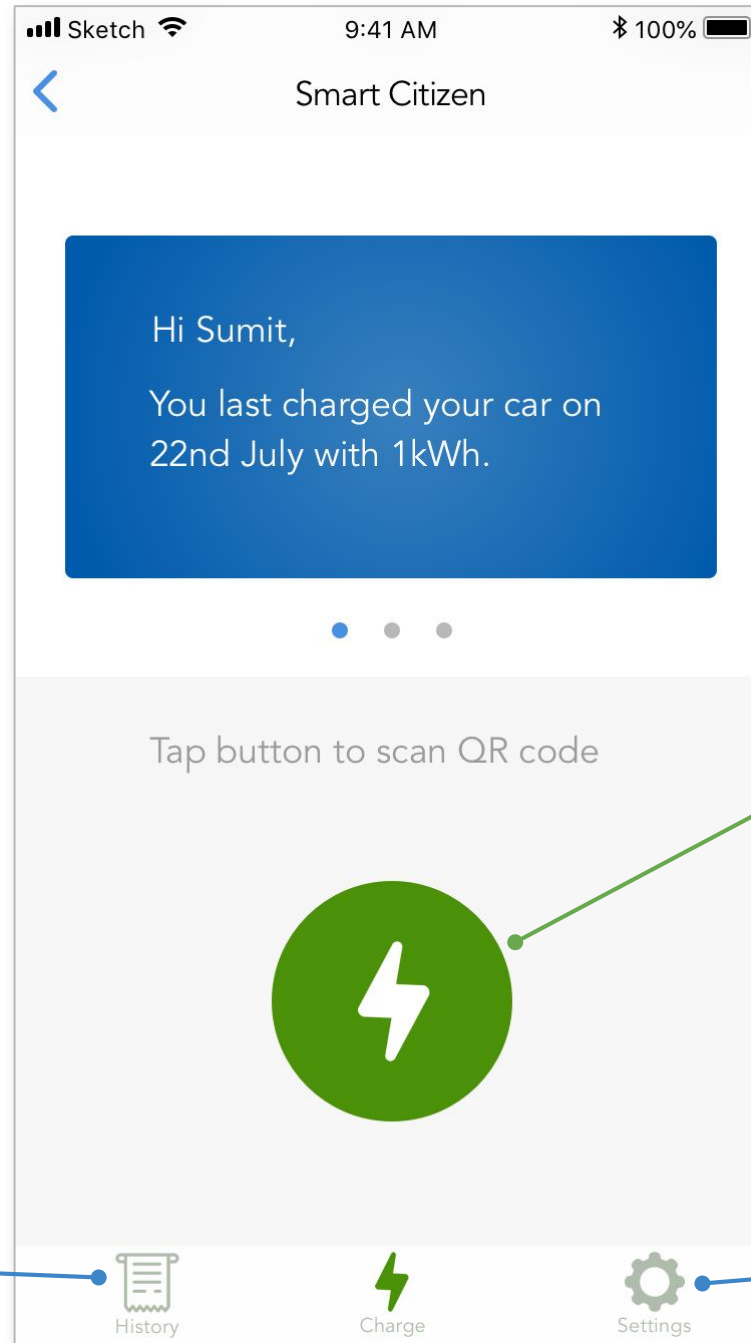 Sketch 9:41 AM 100%
Smart Citizen
Hi Sumit,
You last charged your car on
22nd July with 1kWh.
Tap button to scan QR code
History Charge Settings